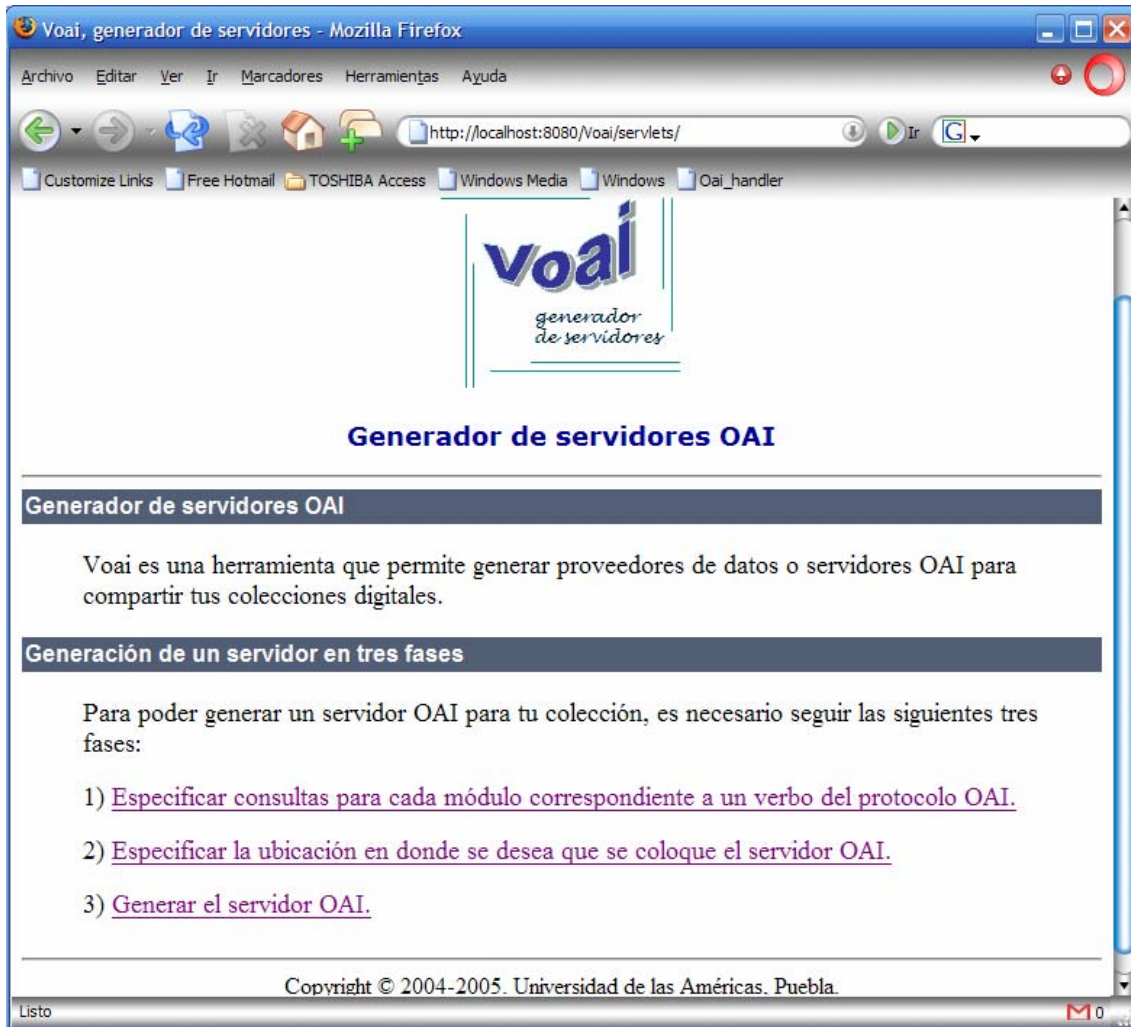 Voai, generador de servidores - Mozilla Firefox
Archivo Editar Ver Ir Marcadores Herramientas Ayuda
http://localhost:8080/Voai/servlets/ Ir G
Customize Links Free Hotmail TOSHIBA Access Windows Media Windows Oai_handler
voai
generador
de servidores
Generador de servidores OAI
Generador de servidores OAI
Voai es una herramienta que permite generar proveedores de datos o servidores OAI para
compartir tus colecciones digitales.
Generación de un servidor en tres fases
Para poder generar un servidor OAI para tu colección, es necesario seguir las siguientes tres
fases:
1) Especificar consultas para cada módulo correspondiente a un verbo del protocolo OAI.
2) Especificar la ubicación en donde se desea que se coloque el servidor OAI.
3) Generar el servidor OAI.
Copyright © 2004-2005. Universidad de las Américas, Puebla.
Listo 0